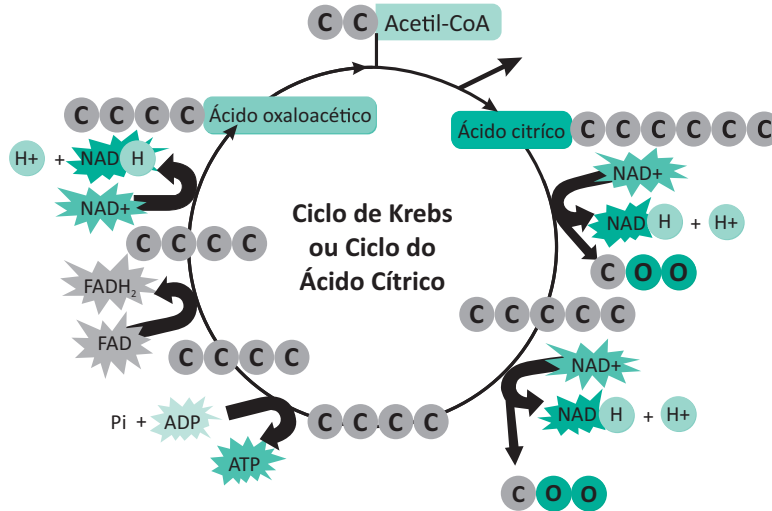 C C Acetil-CoA
C C C C Ácido oxaloacético
Ácido citríco C C C C C C
H+ + NAD H
NAD+
NAD+
NAD H + H+
C O O
Ciclo de Krebs
ou Ciclo do
Ácido Cítrico
C C C C
FADH₂
FAD
C C C C C
C C C C
NAD+
NAD H + H+
Pi + ADP
C C C C
ATP
C O O